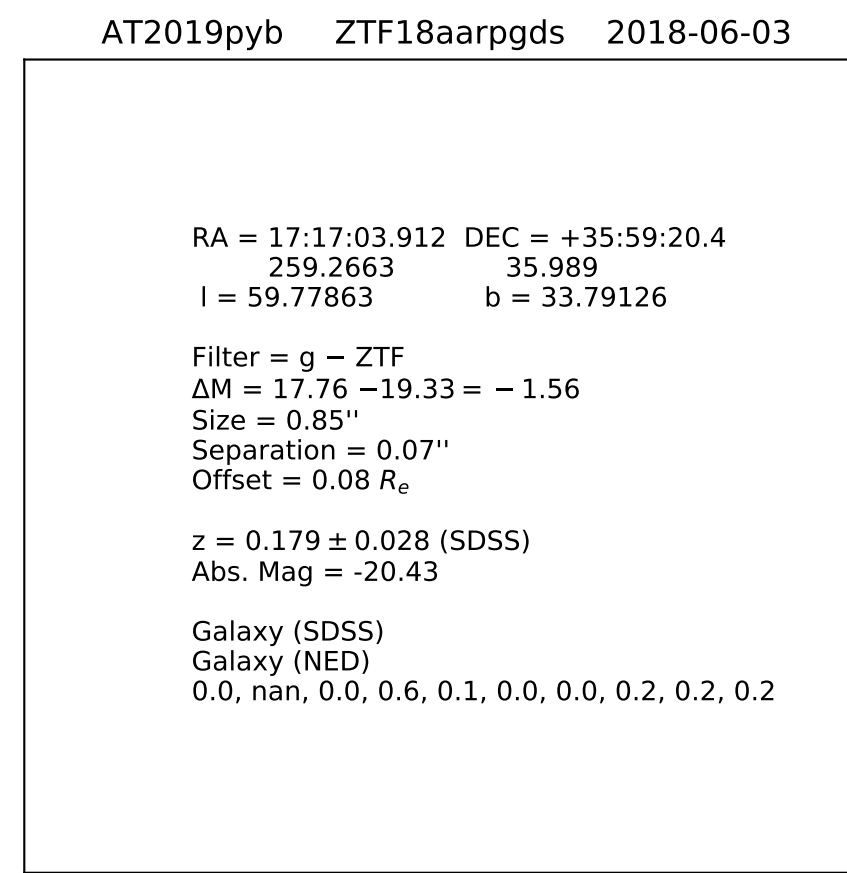 AT2019pyb ZTF18aarpgds 2018-06-03
RA = 17:17:03.912 DEC = +35:59:20.4
259.2663 35.989
l = 59.77863 b = 33.79126
Filter = g − ZTF
ΔM = 17.76 −19.33 = − 1.56
Size = 0.85''
Separation = 0.07''
Offset = 0.08 Re
z = 0.179 ± 0.028 (SDSS)
Abs. Mag = -20.43
Galaxy (SDSS)
Galaxy (NED)
0.0, nan, 0.0, 0.6, 0.1, 0.0, 0.0, 0.2, 0.2, 0.2